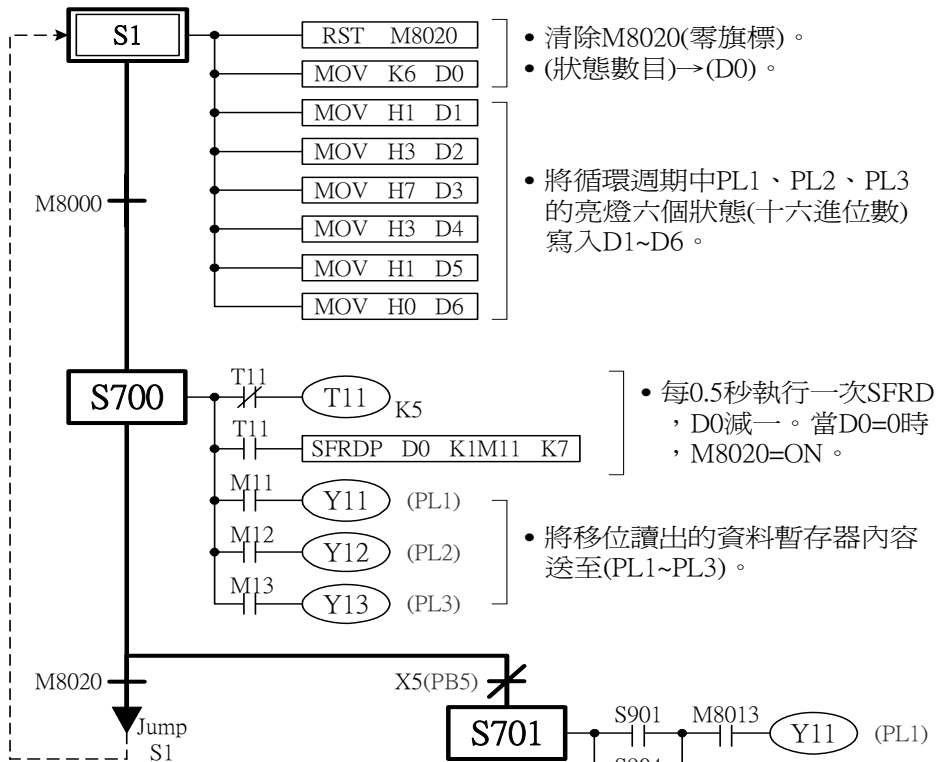 S1
RST M8020
• 清除M8020(零旗標)。
MOV K6 D0
• (狀態數目)→(D0)。
MOV H1 D1
MOV H3 D2
MOV H7 D3
MOV H3 D4
MOV H1 D5
MOV H0 D6
• 將循環週期中PL1、PL2、PL3
的亮燈六個狀態(十六進位數)
寫入D1~D6。
M8000
S700
T11
T11
K5
T11
SFRDP D0 K1M11 K7
• 每0.5秒執行一次SFRD
，D0減一。當D0=0時
，M8020=ON。
M11
Y11
(PL1)
M12
Y12
(PL2)
M13
Y13
(PL3)
• 將移位讀出的資料暫存器內容
送至(PL1~PL3)。
M8020
X5(PB5)
Jump
S1
S701
S901
M8013
Y11
(PL1)